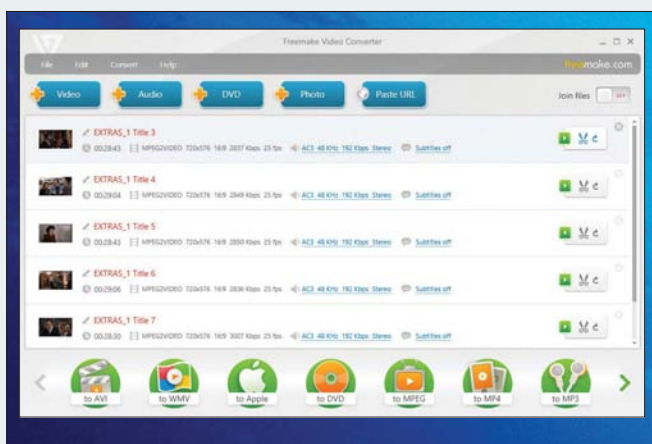 Freemake Video Converter
File Edit Convert Help
freemake.com
Video Audio DVD Photo Paste URL Join files OFF
EXTRAS_1 Title 3
00:28:43 MPEG2VIDEO 720x576 16:9 2837 Kbps 25 fps AC3 48 KHz 192 Kbps Stereo Subtitles off
EXTRAS_1 Title 4
00:29:04 MPEG2VIDEO 720x576 16:9 2849 Kbps 25 fps AC3 48 KHz 192 Kbps Stereo Subtitles off
EXTRAS_1 Title 5
00:28:43 MPEG2VIDEO 720x576 16:9 2850 Kbps 25 fps AC3 48 KHz 192 Kbps Stereo Subtitles off
EXTRAS_1 Title 6
00:29:06 MPEG2VIDEO 720x576 16:9 2836 Kbps 25 fps AC3 48 KHz 192 Kbps Stereo Subtitles off
EXTRAS_1 Title 7
00:28:30 MPEG2VIDEO 720x576 16:9 3007 Kbps 25 fps AC3 48 KHz 192 Kbps Stereo Subtitles off
to AVI to WMV to Apple to DVD to MPEG to MP4 to MP3